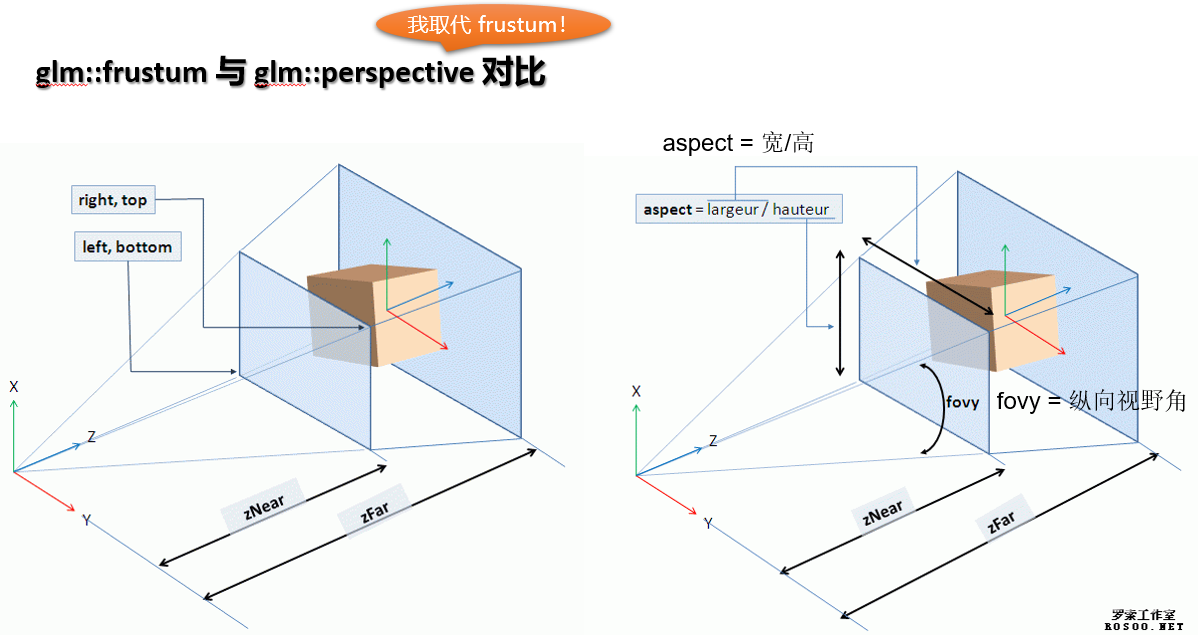 我取代 frustum！
glm::frustum 与 glm::perspective 对比
right, top
left, bottom
X
Z
Y
zNear
zFar
aspect = 宽/高
aspect = largeur / hauteur
fovy
fovy = 纵向视野角
X
Z
Y
zNear
zFar
罗索工作室
ROSOO.NET